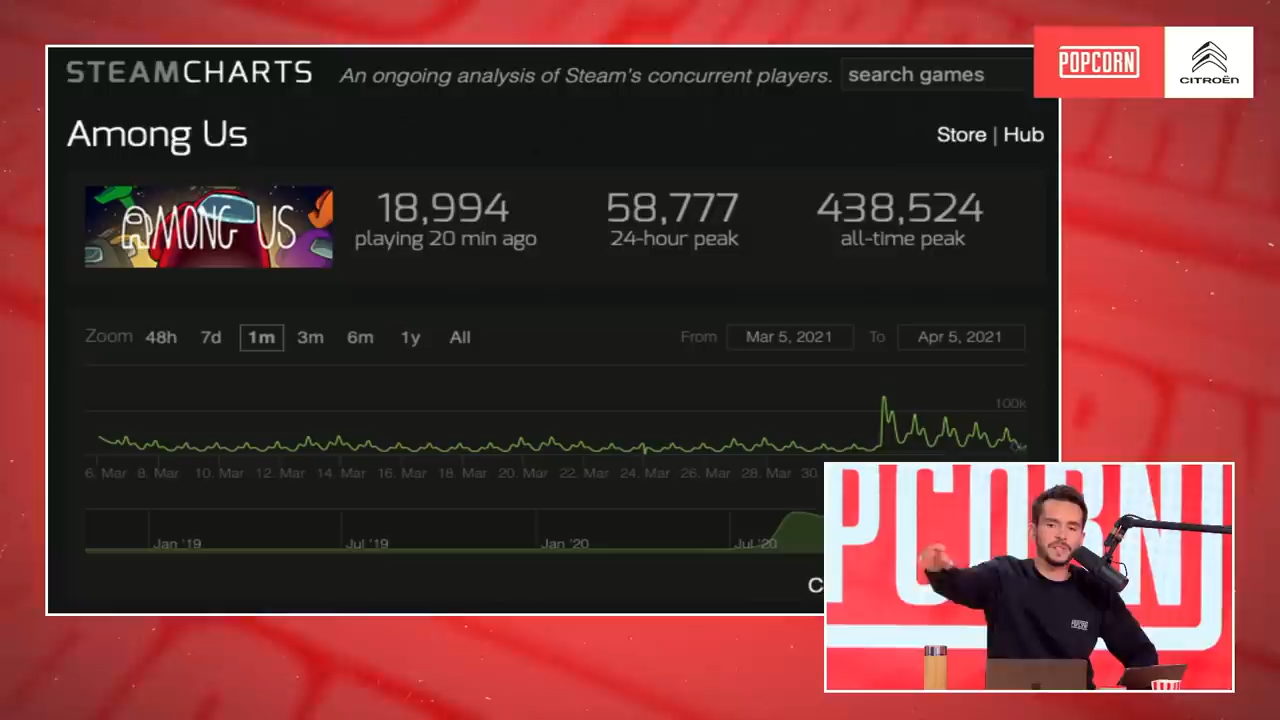 STEAMCHARTS An ongoing analysis of Steam's concurrent players. search games
POPCORN
CITROËN
Among Us
Store | Hub
AMONG US
18,994
playing 20 min ago
58,777
24-hour peak
438,524
all-time peak
Zoom 48h 7d 1m 3m 6m 1y All From Mar 5, 2021 To Apr 5, 2021
100k
0k
6. Mar 8. Mar 10. Mar 12. Mar 14. Mar 16. Mar 18. Mar 20. Mar 22. Mar 24. Mar 26. Mar 28. Mar 30
Jan '19 Jul '19 Jan '20 Jul '20
C
PCORN
POPCORN